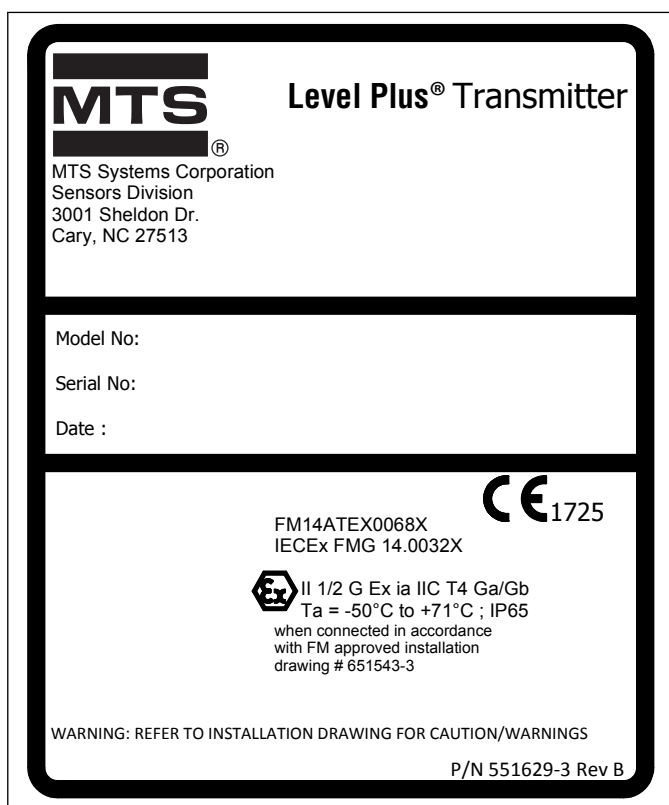 MTS
®
Level Plus® Transmitter
MTS Systems Corporation
Sensors Division
3001 Sheldon Dr.
Cary, NC 27513
Model No:
Serial No:
Date :
CE 1725
FM14ATEX0068X
IECEx FMG 14.0032X
Ex II 1/2 G Ex ia IIC T4 Ga/Gb
Ta = -50°C to +71°C ; IP65
when connected in accordance
with FM approved installation
drawing # 651543-3
WARNING: REFER TO INSTALLATION DRAWING FOR CAUTION/WARNINGS
P/N 551629-3 Rev B